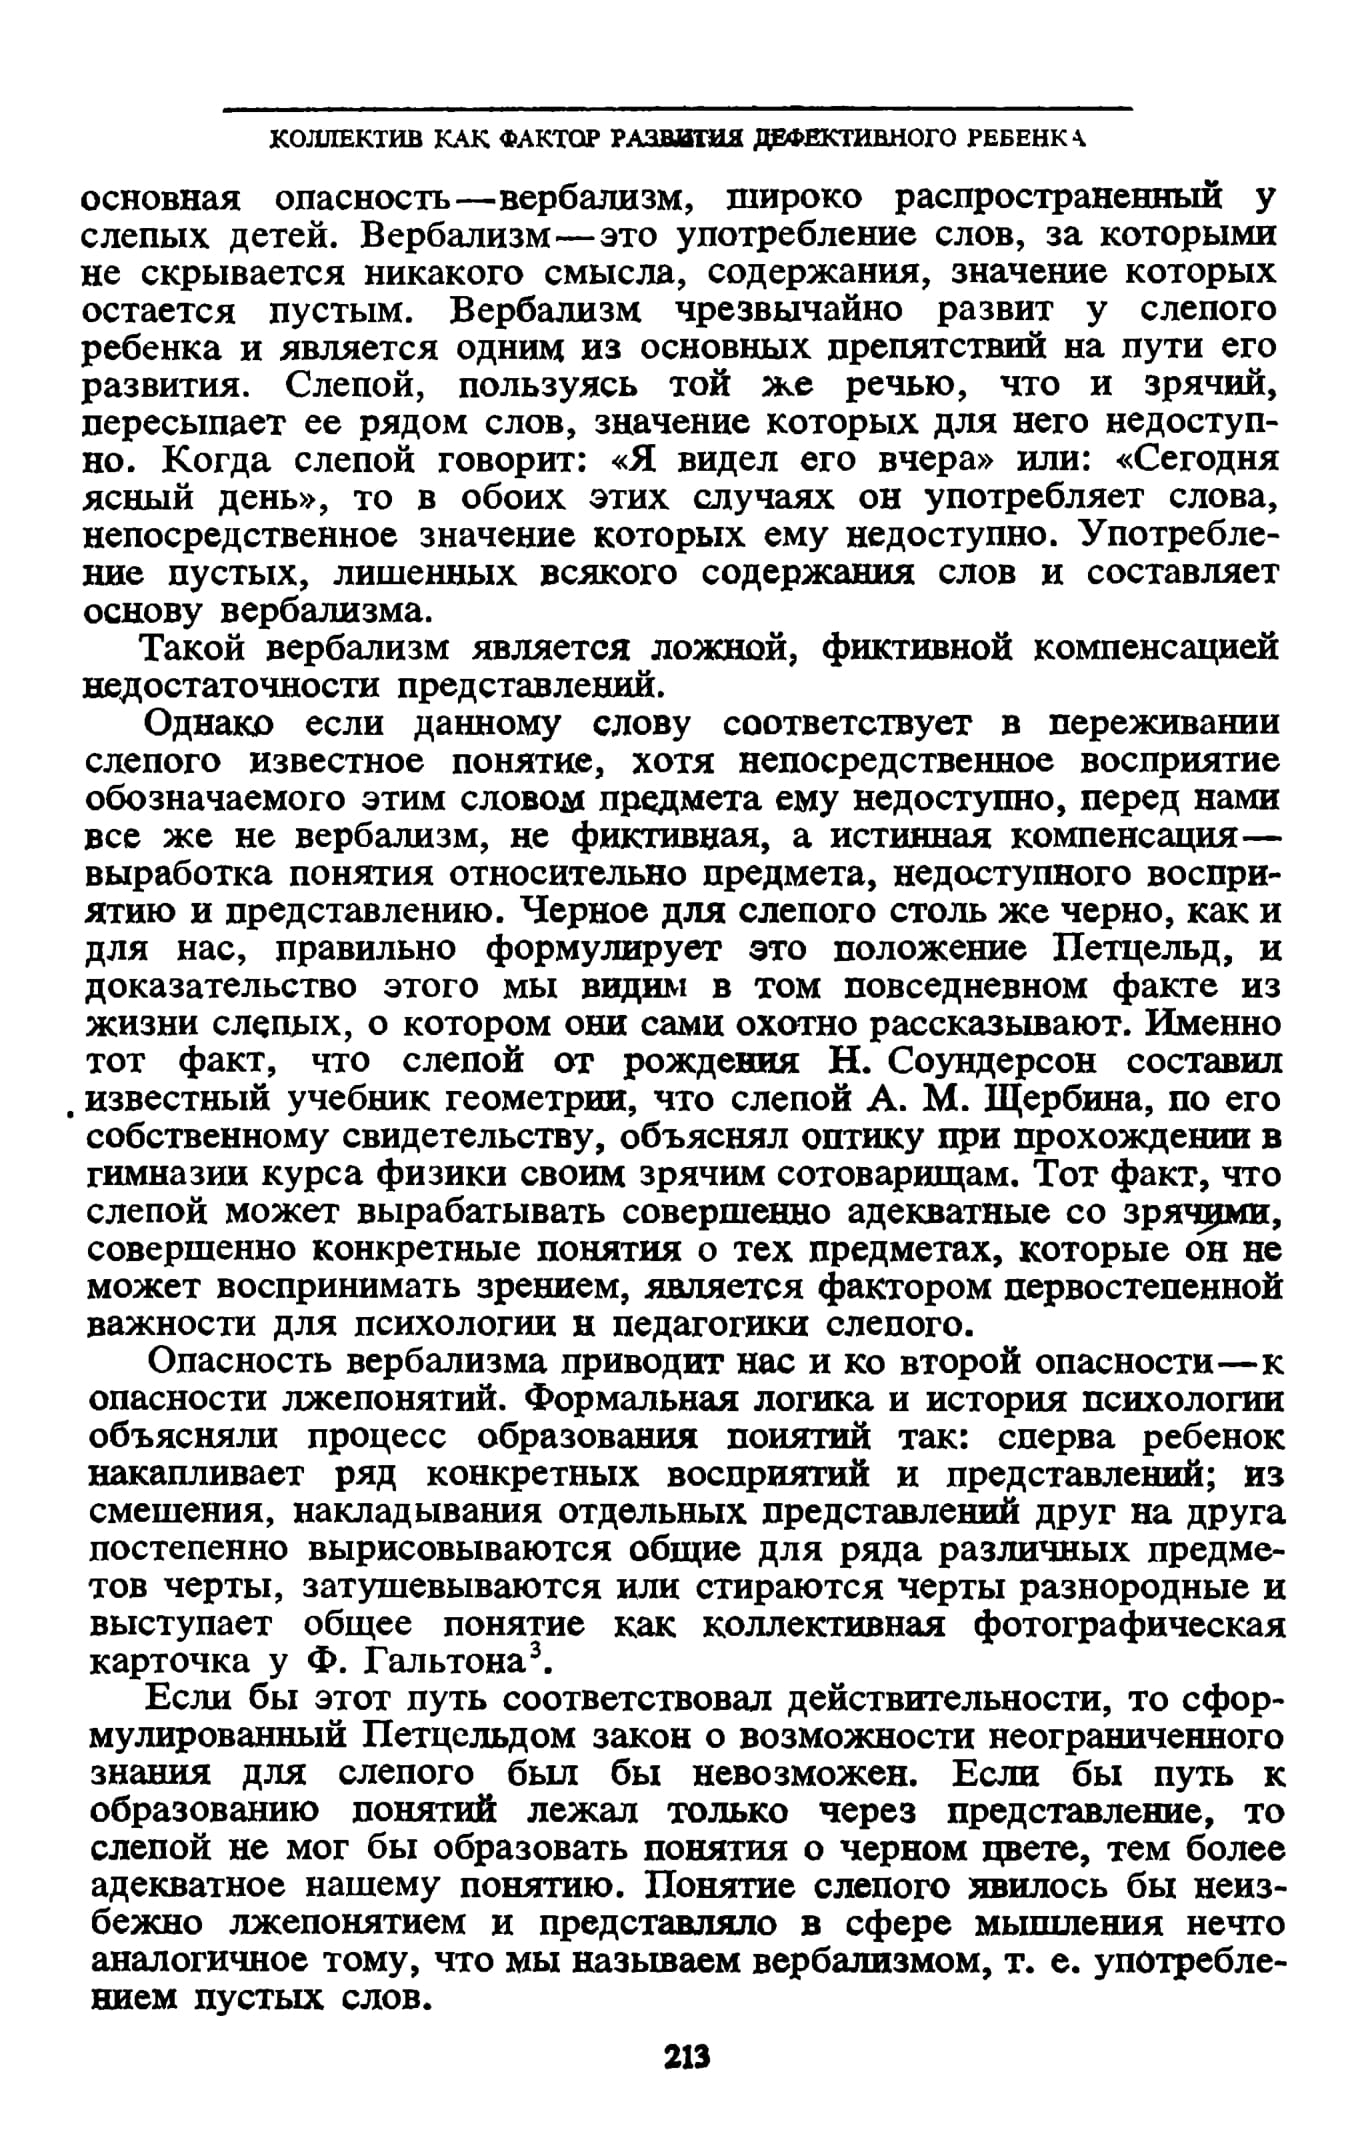 КОЛЛЕКТИВ КАК ФАКТОР РАЗВИТИЯ ДЕФЕКТИВНОГО РЕБЕНКА
основная опасность—вербализм, широко распространенный у
слепых детей. Вербализм—это употребление слов, за которыми
не скрывается никакого смысла, содержания, значение которых
остается пустым. Вербализм чрезвычайно развит у слепого
ребенка и является одним из основных препятствий на пути его
развития. Слепой, пользуясь той же речью, что и зрячий,
пересыпает ее рядом слов, значение которых для него недоступ-
но. Когда слепой говорит: «Я видел его вчера» или: «Сегодня
ясный день», то в обоих этих случаях он употребляет слова,
непосредственное значение которых ему недоступно. Употребле-
ние пустых, лишенных всякого содержания слов и составляет
основу вербализма.
Такой вербализм является ложной, фиктивной компенсацией
недостаточности представлений.
Однако если данному слову соответствует в переживании
слепого известное понятие, хотя непосредственное восприятие
обозначаемого этим словом предмета ему недоступно, перед нами
все же не вербализм, не фиктивная, а истинная компенсация—
выработка понятия относительно предмета, недоступного воспри-
ятию и представлению. Черное для слепого столь же черно, как и
для нас, правильно формулирует это положение Петцельд, и
доказательство этого мы видим в том повседневном факте из
жизни слепых, о котором они сами охотно рассказывают. Именно
тот факт, что слепой от рождения Н. Соундерсон составил
известный учебник геометрии, что слепой А. М. Щербина, по его
собственному свидетельству, объяснял оптику при прохождении в
гимназии курса физики своим зрячим сотоварищам. Тот факт, что
слепой может вырабатывать совершенно адекватные со зрячими,
совершенно конкретные понятия о тех предметах, которые он не
может воспринимать зрением, является фактором первостепенной
важности для психологии и педагогики слепого.
Опасность вербализма приводит нас и ко второй опасности—к
опасности лжепонятий. Формальная логика и история психологии
объясняли процесс образования понятий так: сперва ребенок
накапливает ряд конкретных восприятий и представлений; из
смешения, накладывания отдельных представлений друг на друга
постепенно вырисовываются общие для ряда различных предме-
тов черты, затушевываются или стираются черты разнородные и
выступает общее понятие как коллективная фотографическая
карточка у Ф. Гальтона³.
Если бы этот путь соответствовал действительности, то сфор-
мулированный Петцельдом закон о возможности неограниченного
знания для слепого был бы невозможен. Если бы путь к
образованию понятий лежал только через представление, то
слепой не мог бы образовать понятия о черном цвете, тем более
адекватное нашему понятию. Понятие слепого явилось бы неиз-
бежно лжепонятием и представляло в сфере мышления нечто
аналогичное тому, что мы называем вербализмом, т. е. употребле-
нием пустых слов.
213